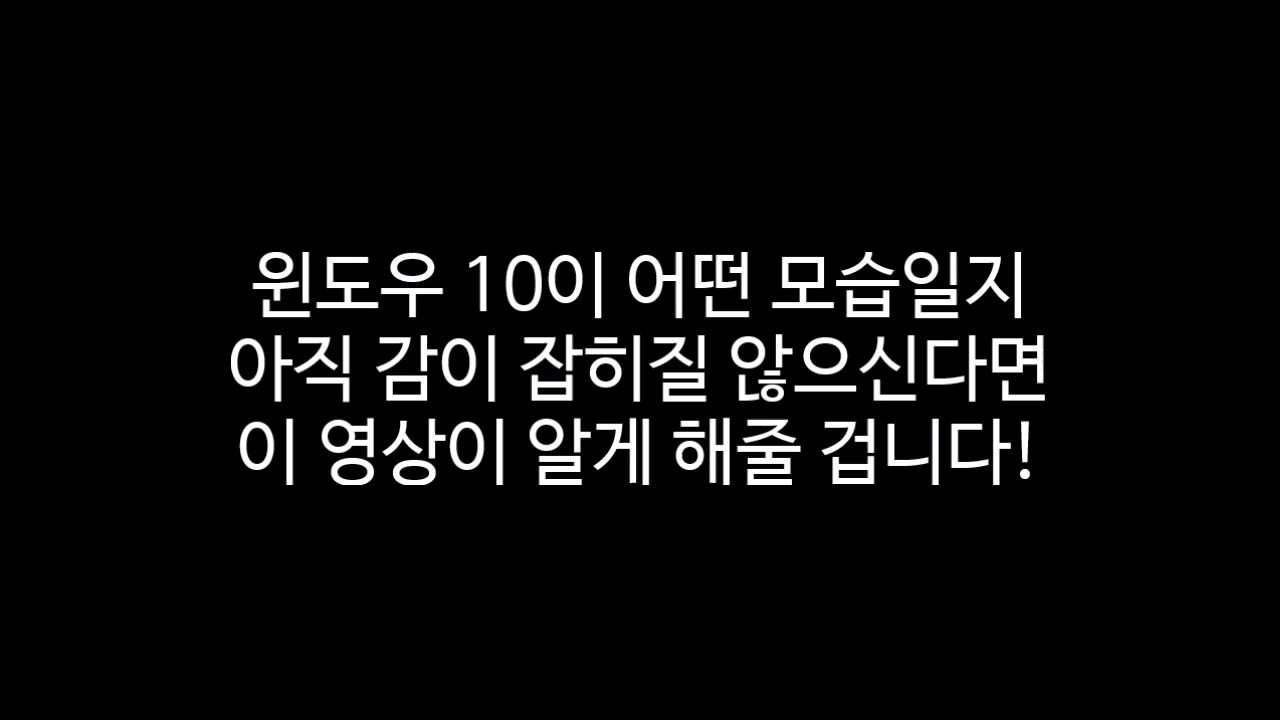 윈도우 10이 어떤 모습일지
아직 감이 잡히질 않으신다면
이 영상이 알게 해줄 겁니다!